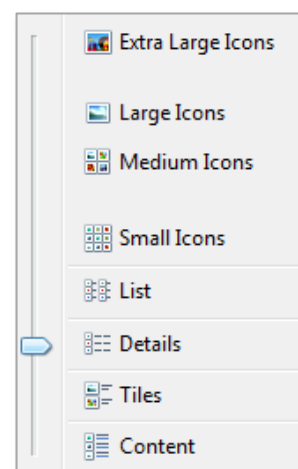 Extra Large Icons
Large Icons
Medium Icons
Small Icons
List
Details
Tiles
Content